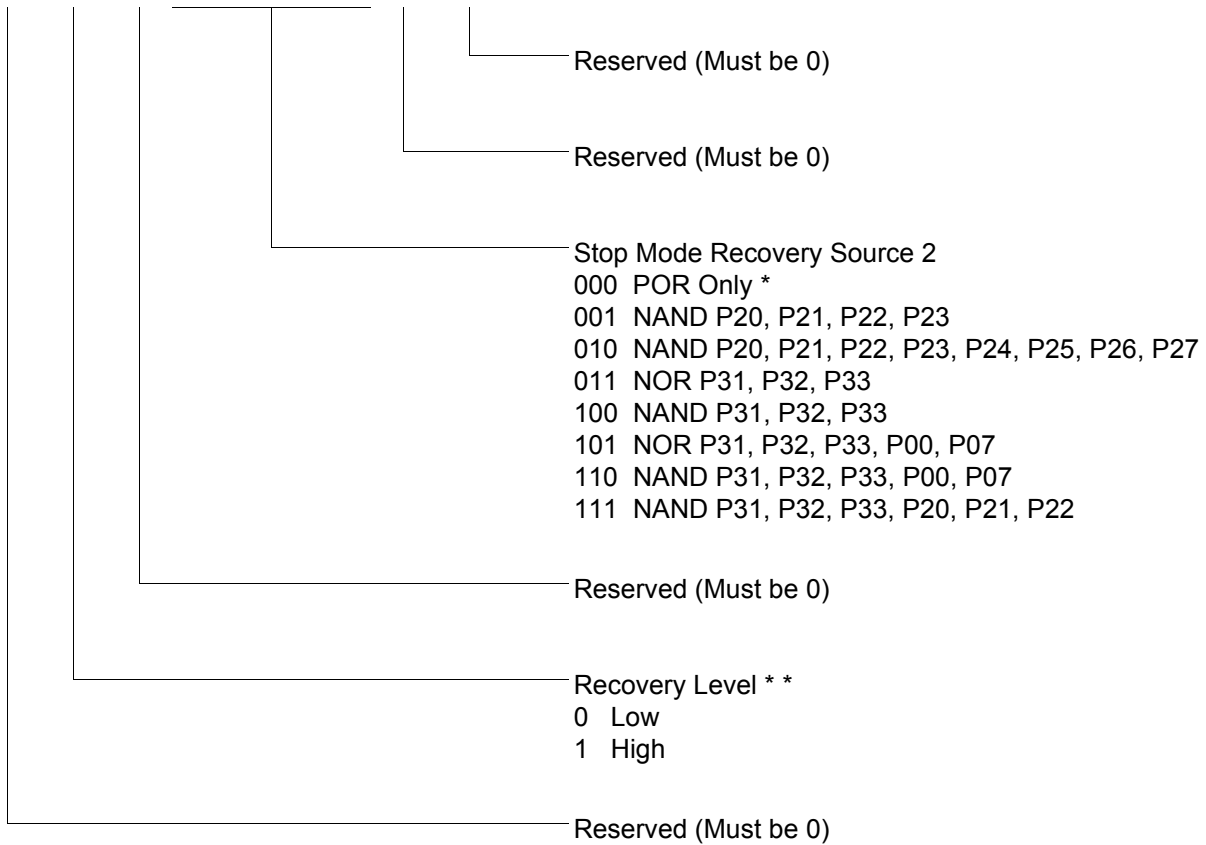 Reserved (Must be 0)
Reserved (Must be 0)
Stop Mode Recovery Source 2
000 POR Only *
001 NAND P20, P21, P22, P23
010 NAND P20, P21, P22, P23, P24, P25, P26, P27
011 NOR P31, P32, P33
100 NAND P31, P32, P33
101 NOR P31, P32, P33, P00, P07
110 NAND P31, P32, P33, P00, P07
111 NAND P31, P32, P33, P20, P21, P22
Reserved (Must be 0)
Recovery Level * *
0 Low
1 High
Reserved (Must be 0)